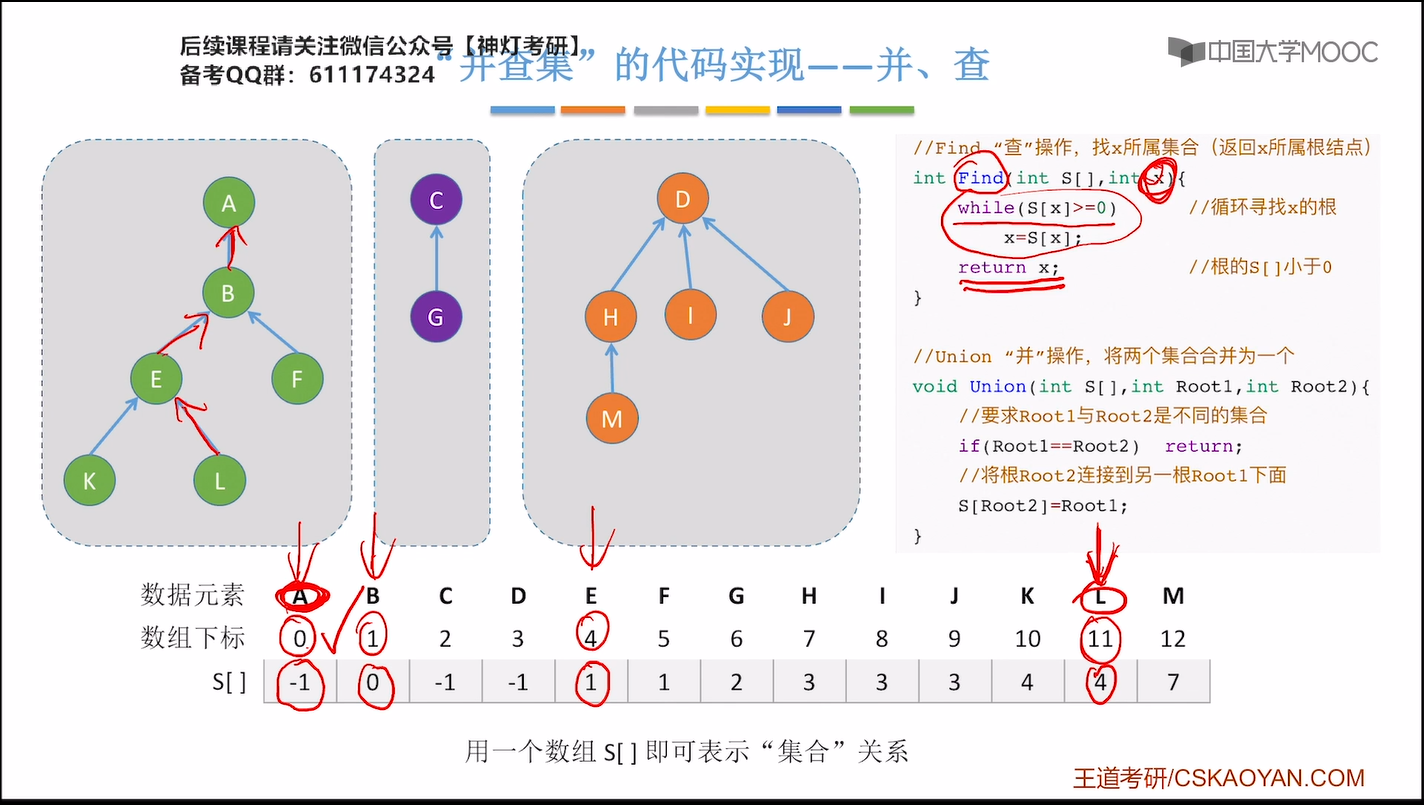 后续课程请关注微信公众号【神灯考研】
备考QQ群：611174324
“并查集”的代码实现——并、查
中国大学MOOC
A
B
E
F
K
L
C
G
D
H
I
J
M
//Find “查”操作，找x所属集合（返回x所属根结点）
int Find(int S[],int x){
while(S[x]>=0) //循环寻找x的根
x=S[x];
return x; //根的S[]小于0
}
//Union “并”操作，将两个集合合并为一个
void Union(int S[],int Root1,int Root2){
//要求Root1与Root2是不同的集合
if(Root1==Root2) return;
//将根Root2连接到另一根Root1下面
S[Root2]=Root1;
}
数据元素 A B C D E F G H I J K L M
数组下标 0 1 2 3 4 5 6 7 8 9 10 11 12
S[ ] -1 0 -1 -1 1 1 2 3 3 3 4 4 7
用一个数组 S[ ] 即可表示“集合”关系
王道考研/CSKAOYAN.COM